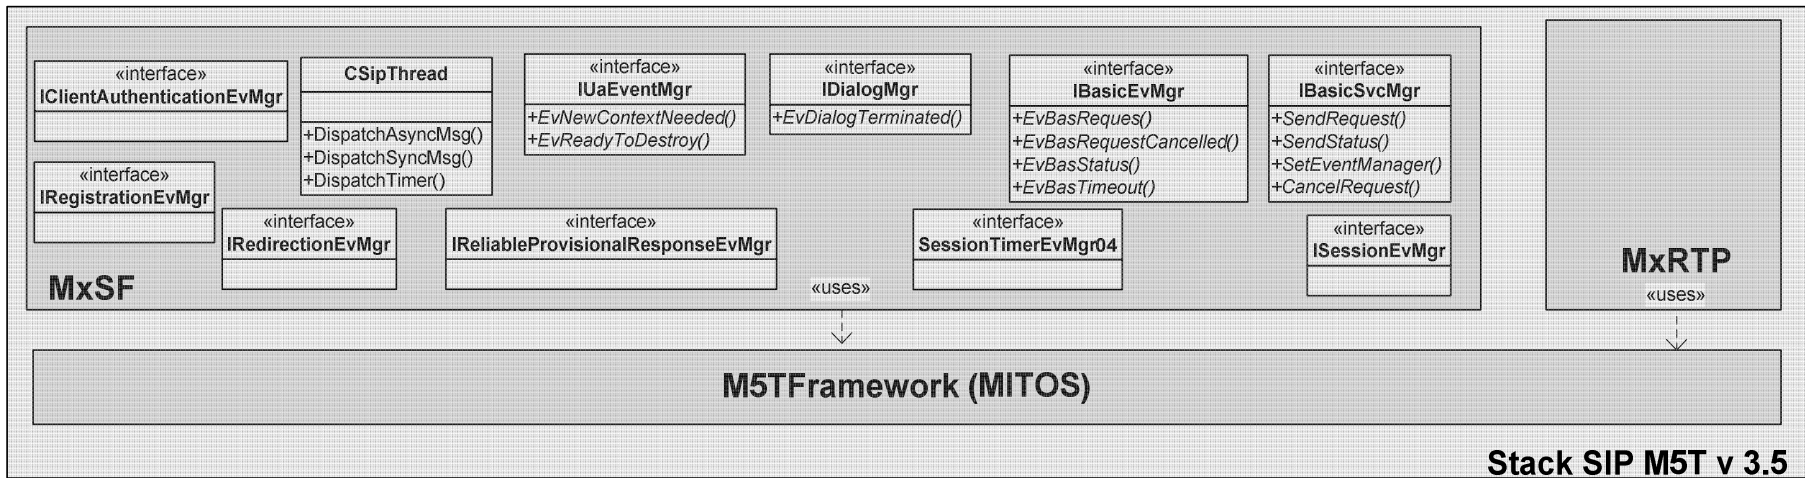 «interface»
IClientAuthenticationEvMgr
CSipThread
+DispatchAsyncMsg()
+DispatchSyncMsg()
+DispatchTimer()
«interface»
IUaEventMgr
+EvNewContextNeeded()
+EvReadyToDestroy()
«interface»
IDialogMgr
+EvDialogTerminated()
«interface»
IBasicEvMgr
+EvBasReques()
+EvBasRequestCancelled()
+EvBasStatus()
+EvBasTimeout()
«interface»
IBasicSvcMgr
+SendRequest()
+SendStatus()
+SetEventManager()
+CancelRequest()
«interface»
IRegistrationEvMgr
«interface»
IRedirectionEvMgr
«interface»
IReliableProvisionalResponseEvMgr
«interface»
SessionTimerEvMgr04
«interface»
ISessionEvMgr
MxSF
«uses»
MxRTP
«uses»
M5TFramework (MITOS)
Stack SIP M5T v 3.5